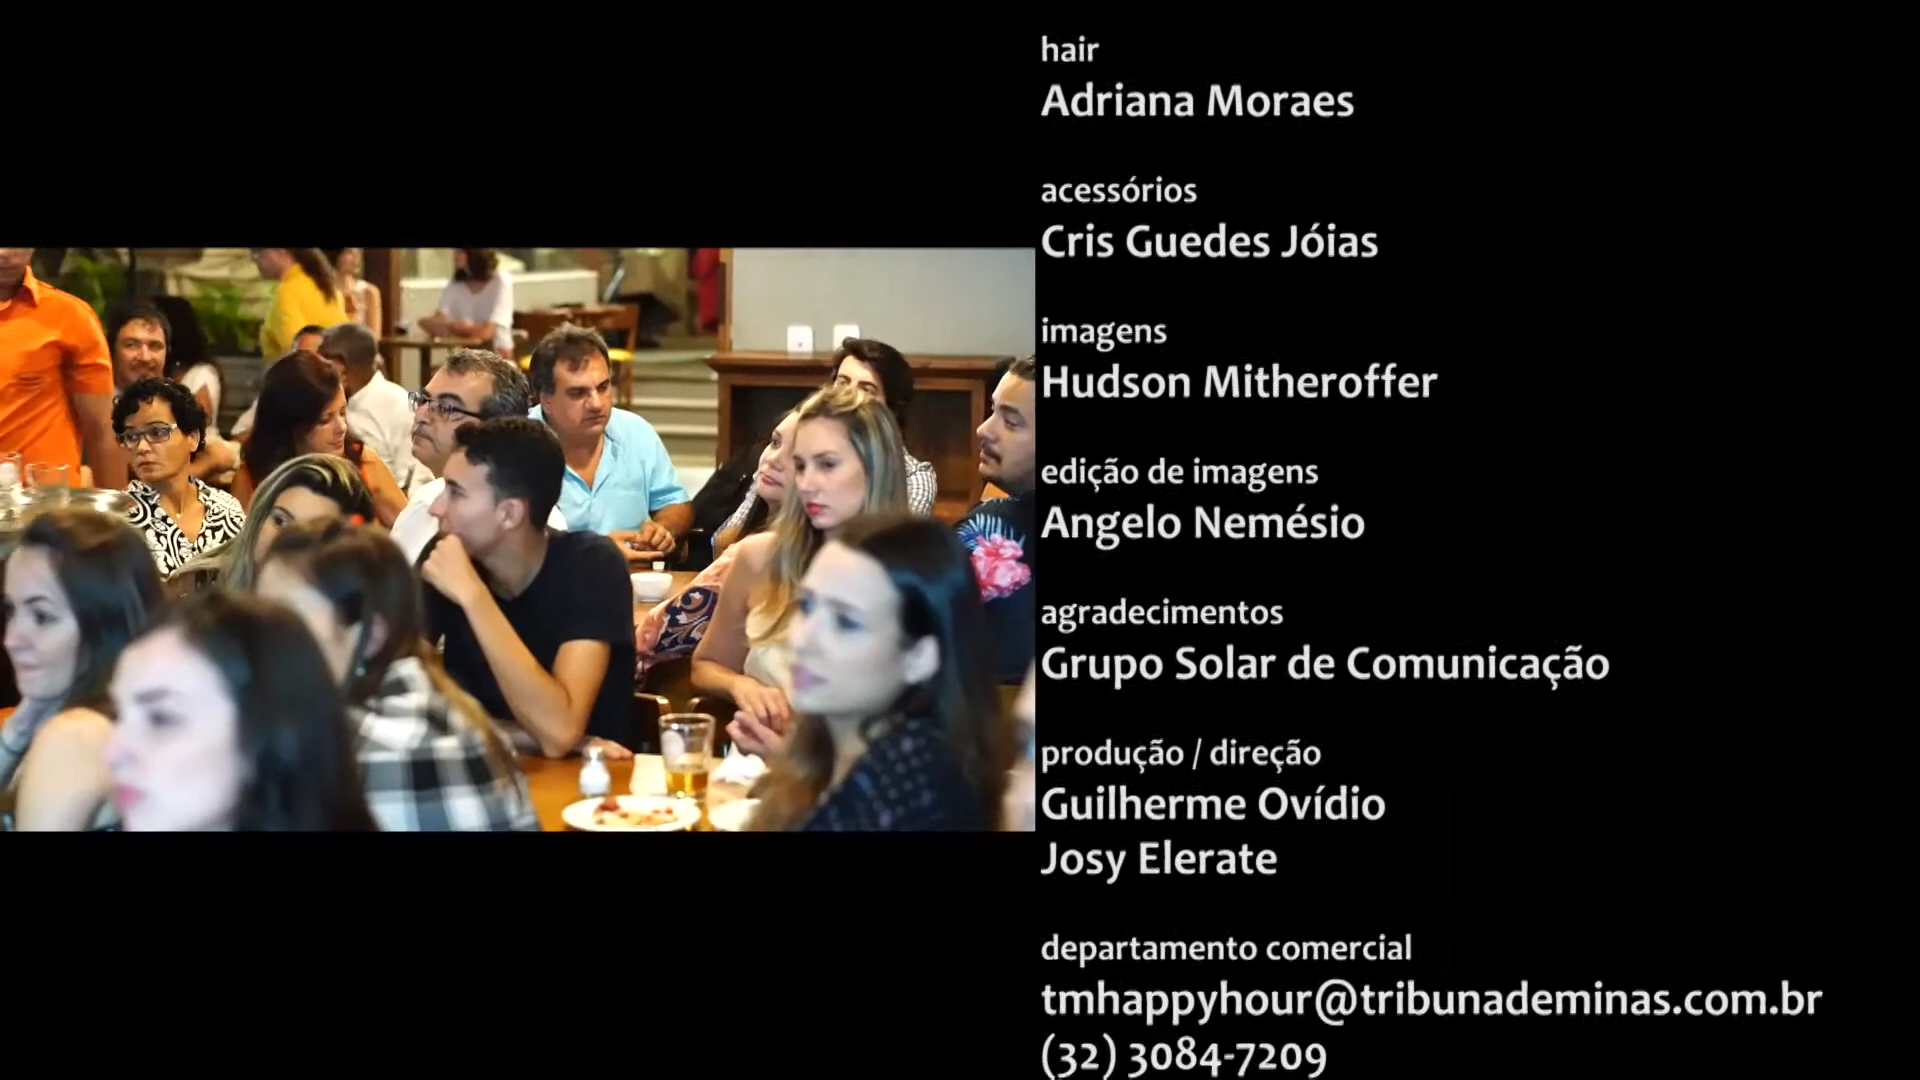 hair
Adriana Moraes
acessórios
Cris Guedes Jóias
imagens
Hudson Mitheroffer
edição de imagens
Angelo Nemésio
agradecimentos
Grupo Solar de Comunicação
produção / direção
Guilherme Ovídio
Josy Elerate
departamento comercial
tmhappyhour@tribunademinas.com.br
(32) 3084-7209